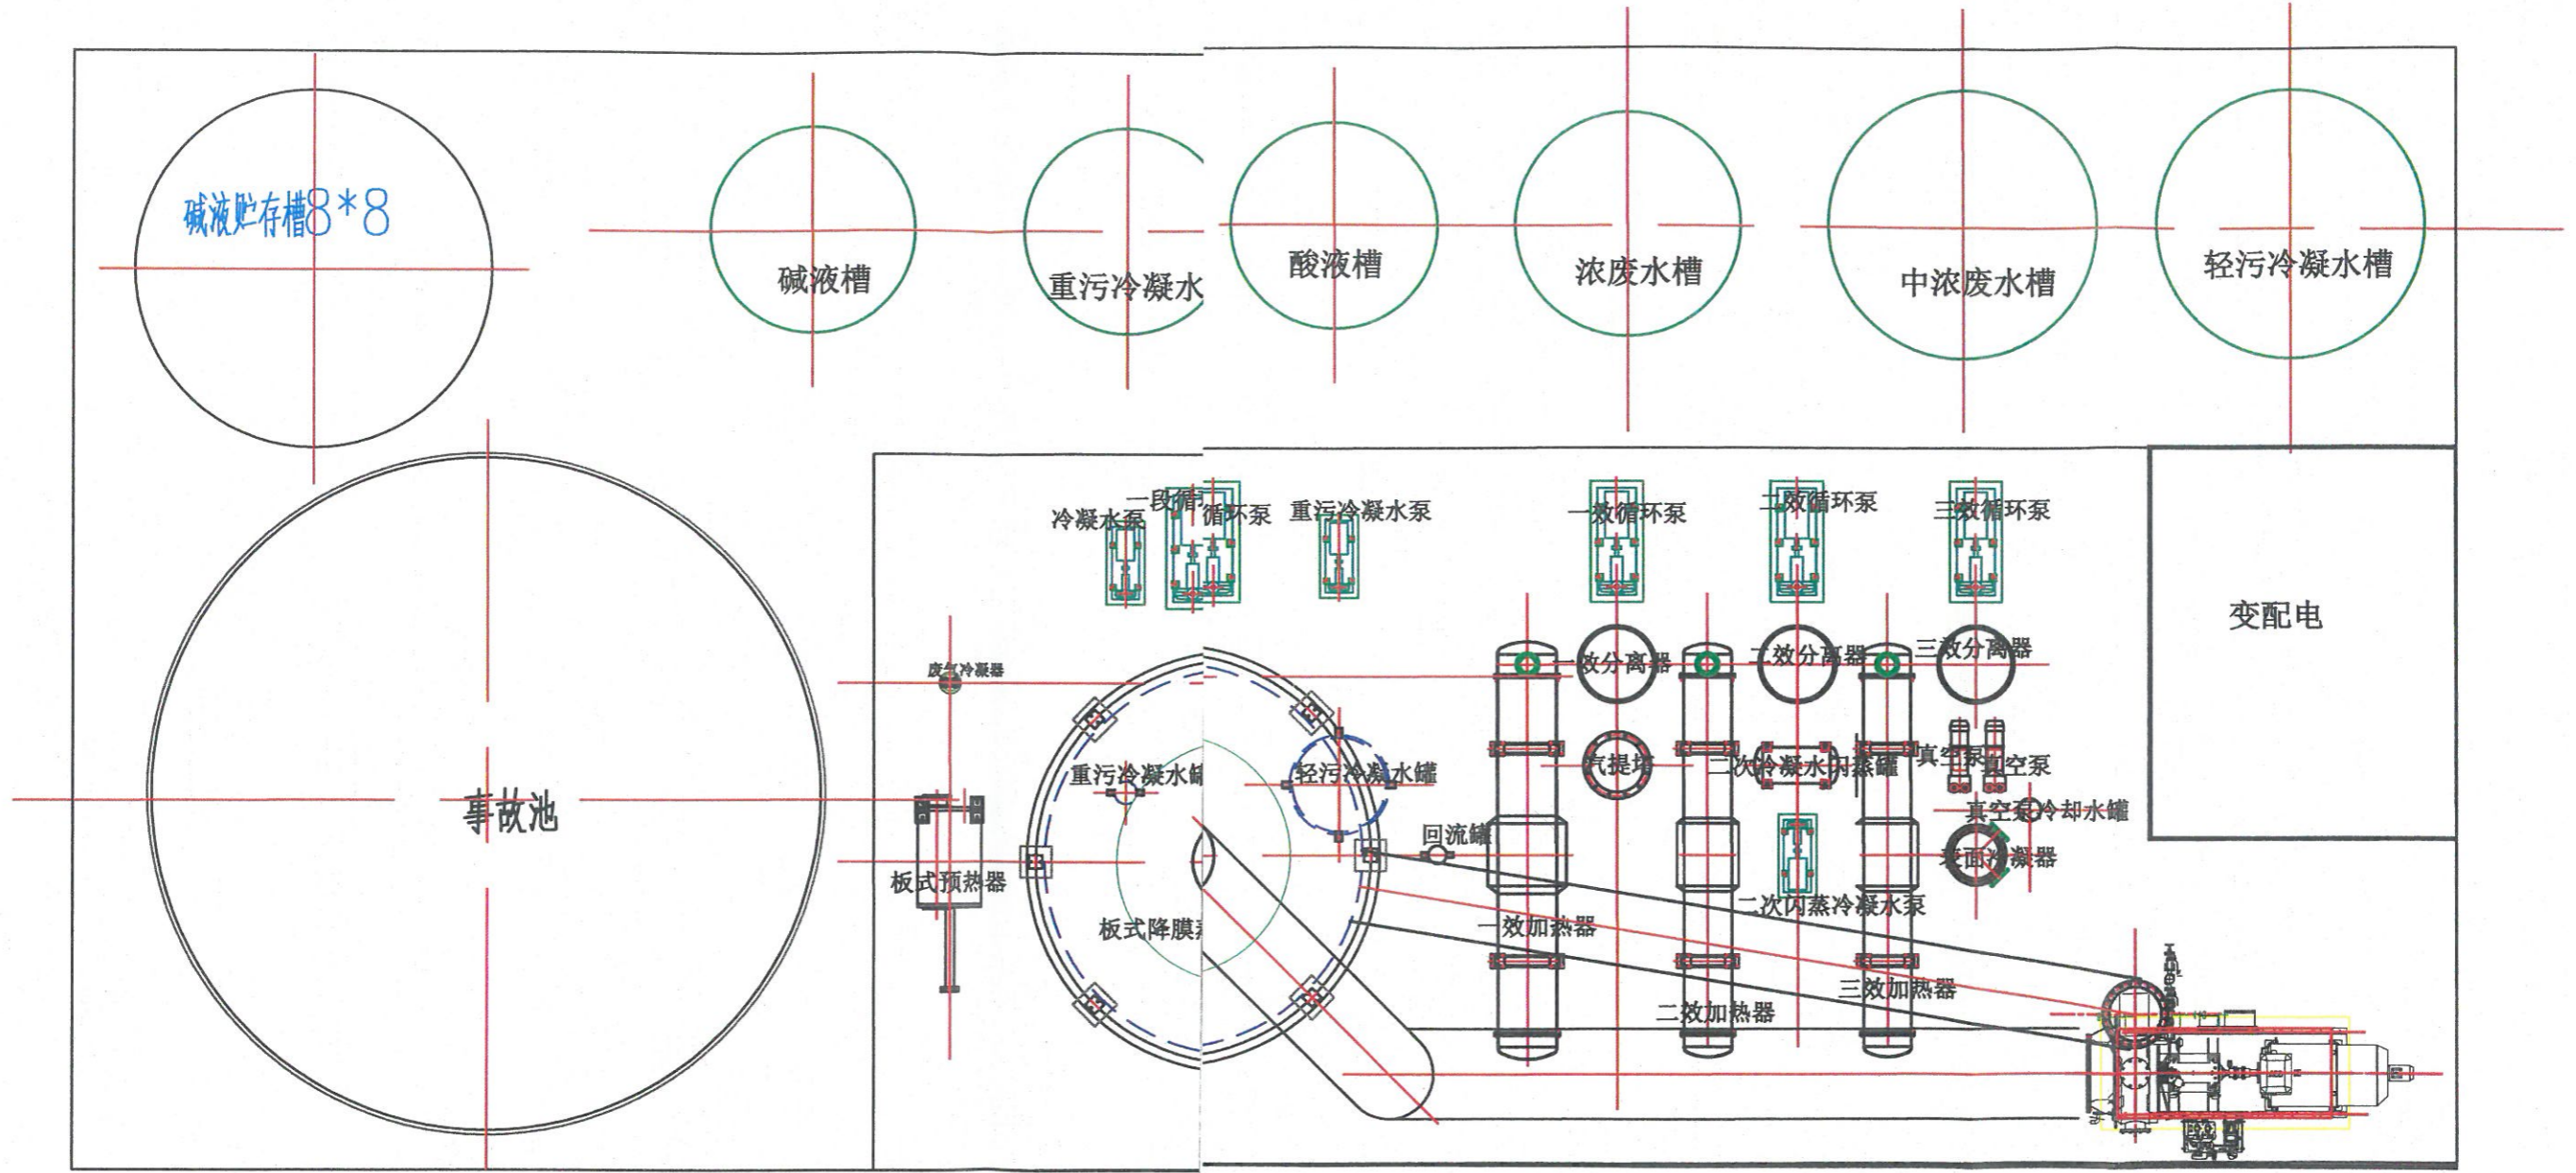 碱液贮存槽8*8
碱液槽
重污冷凝水
酸液槽
浓废水槽
中浓废水槽
轻污冷凝水槽
冷凝水泵
一段循
循环泵
重污冷凝水泵
一效循环泵
二效循环泵
三效循环泵
变配电
废气冷凝器
一效分离器
二效分离器
三效分离器
重污冷凝水罐
轻污冷凝水罐
汽提塔
二次冷凝水闪蒸罐
真空泵
真空泵
事故池
真空泵冷却水罐
回流罐
表面冷凝器
板式预热器
二次闪蒸冷凝水泵
板式降膜
一效加热器
三效加热器
二效加热器